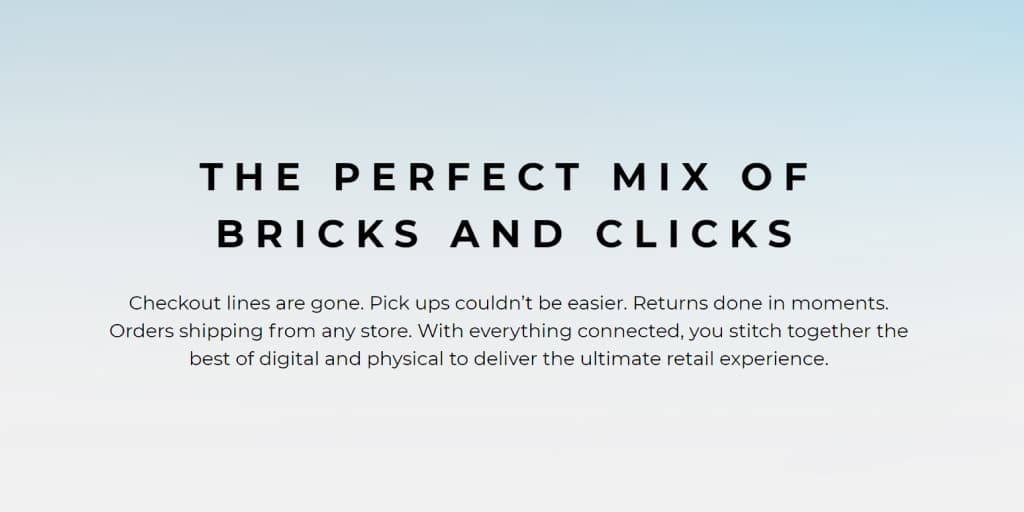 THE PERFECT MIX OF
BRICKS AND CLICKS
Checkout lines are gone. Pick ups couldn’t be easier. Returns done in moments.
Orders shipping from any store. With everything connected, you stitch together the
best of digital and physical to deliver the ultimate retail experience.